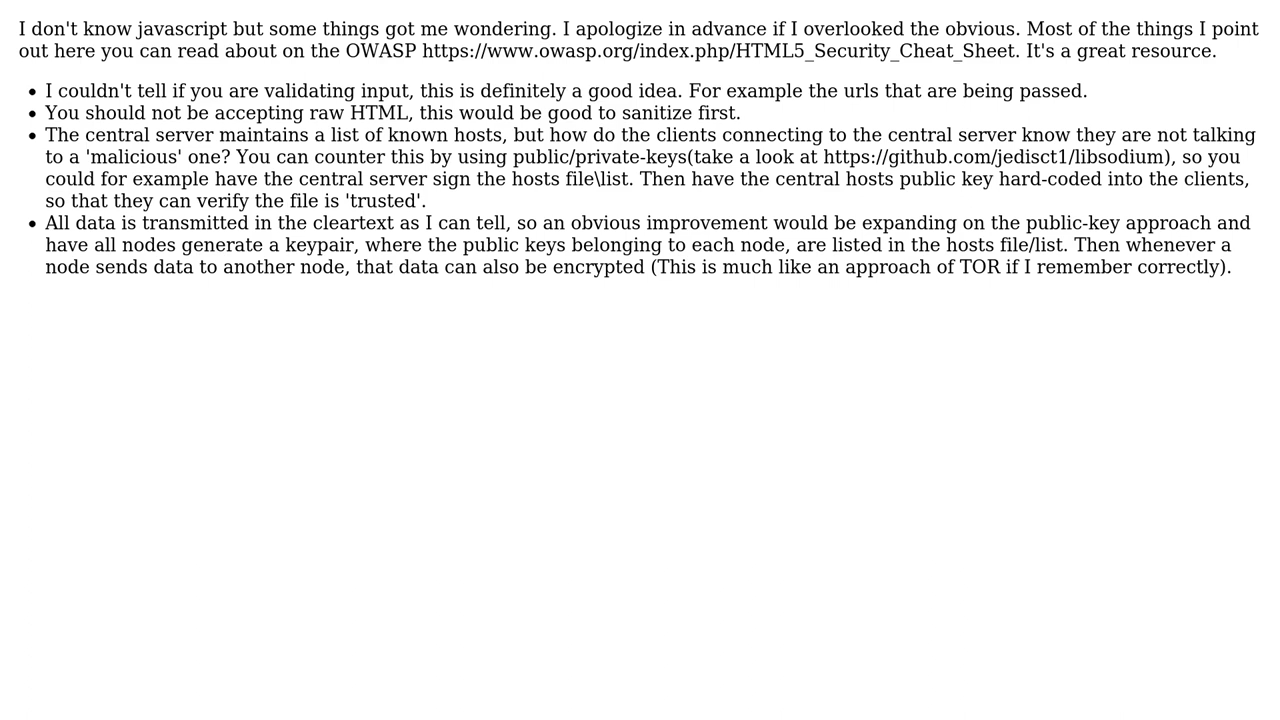 I don't know javascript but some things got me wondering. I apologize in advance if I overlooked the obvious. Most of the things I point
out here you can read about on the OWASP https://www.owasp.org/index.php/HTML5_Security_Cheat_Sheet. It's a great resource.
• I couldn't tell if you are validating input, this is definitely a good idea. For example the urls that are being passed.
• You should not be accepting raw HTML, this would be good to sanitize first.
• The central server maintains a list of known hosts, but how do the clients connecting to the central server know they are not talking
to a 'malicious' one? You can counter this by using public/private-keys(take a look at https://github.com/jedisct1/libsodium), so you
could for example have the central server sign the hosts file\list. Then have the central hosts public key hard-coded into the clients,
so that they can verify the file is 'trusted'.
• All data is transmitted in the cleartext as I can tell, so an obvious improvement would be expanding on the public-key approach and
have all nodes generate a keypair, where the public keys belonging to each node, are listed in the hosts file/list. Then whenever a
node sends data to another node, that data can also be encrypted (This is much like an approach of TOR if I remember correctly).